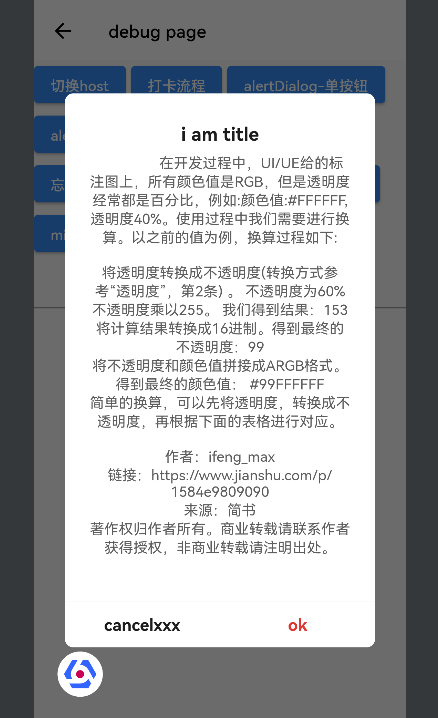 debug page
切换host
打卡流程
alertDialog-单按钮
i am title
在开发过程中，UI/UE给的标
注图上，所有颜色值是RGB，但是透明度
经常都是百分比，例如:颜色值:#FFFFFF,
透明度40%。使用过程中我们需要进行换
算。以之前的值为例，换算过程如下:
将透明度转换成不透明度(转换方式参
考“透明度”，第2条) 。 不透明度为60%
不透明度乘以255。 我们得到结果：153
将计算结果转换成16进制。得到最终的
不透明度：99
将不透明度和颜色值拼接成ARGB格式。
得到最终的颜色值： #99FFFFFF
简单的换算，可以先将透明度，转换成不
透明度，再根据下面的表格进行对应。
作者：ifeng_max
链接：https://www.jianshu.com/p/
1584e9809090
来源：简书
著作权归作者所有。商业转载请联系作者
获得授权，非商业转载请注明出处。
cancelxxx
ok